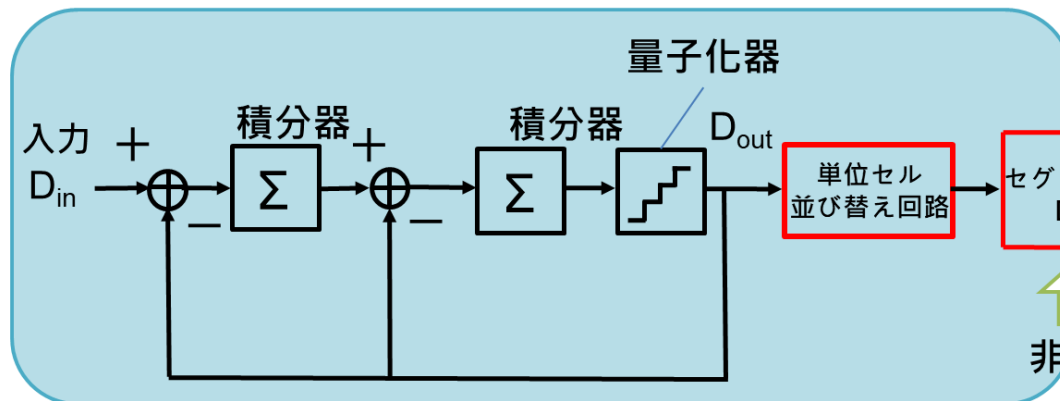 量子化器
入力
D_in
+
−
積分器
Σ
+
−
積分器
Σ
D_out
単位セル
並び替え回路
セグ
非